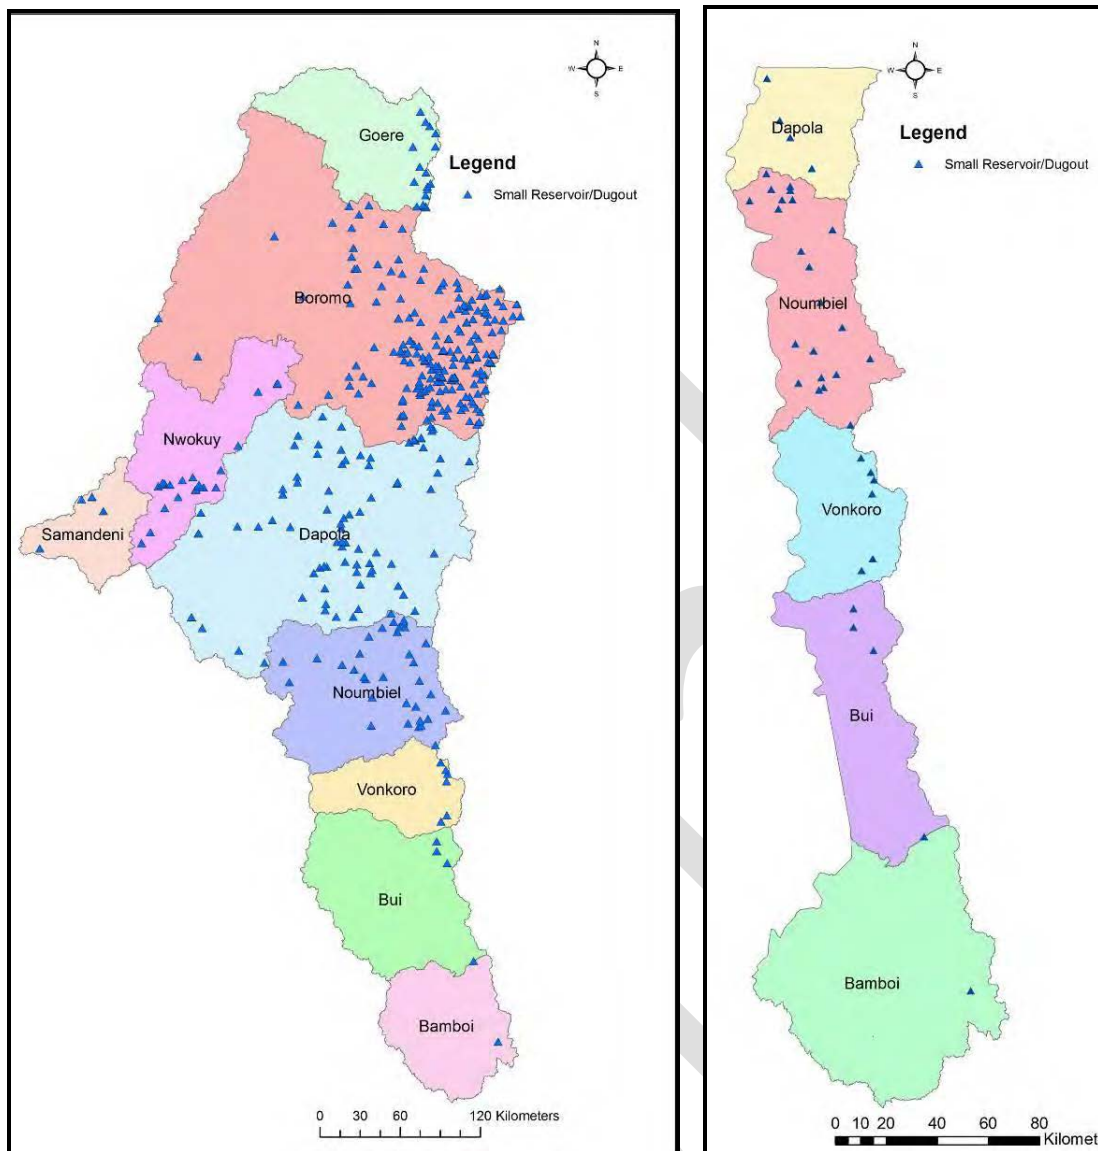 N
W E
S
Goere
Legend
Small Reservoir/Dugout
Boromo
Nwokuy
Samandeni
Dapola
Noumbiel
Vonkoro
Bui
Bamboi
0 30 60 120 Kilometers
N
W E
S
Dapola
Legend
Small Reservoir/Dugout
Noumbiel
Vonkoro
Bui
Bamboi
0 10 20 40 60 80
Kilomet